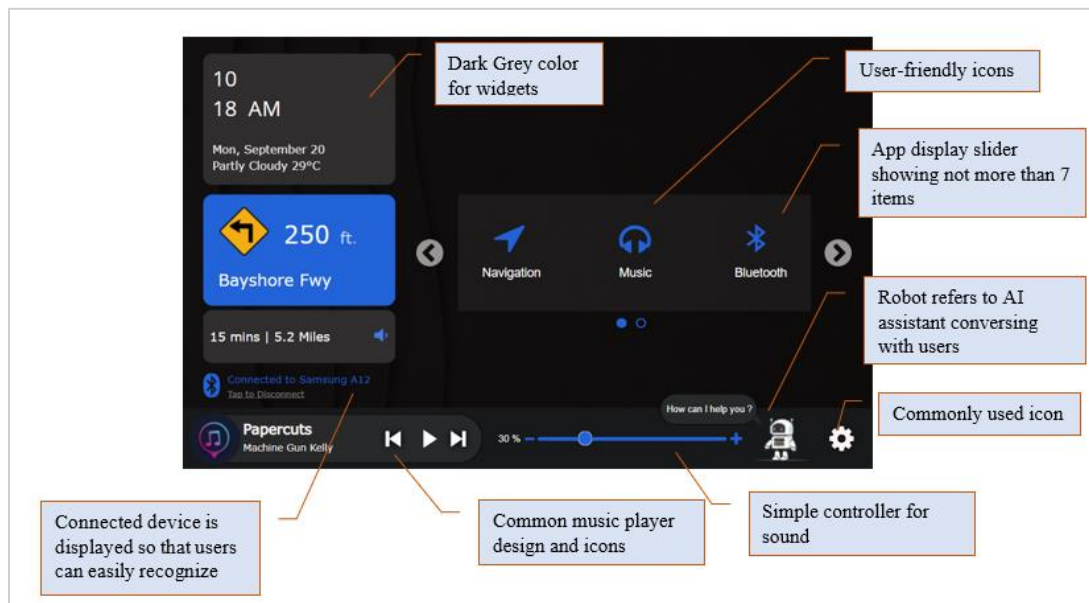 Dark Grey color
for widgets
User-friendly icons
App display slider
showing not more than 7
items
10
18 AM
Mon, September 20
Partly Cloudy 29°C
250 ft.
Bayshore Fwy
Navigation
Music
Bluetooth
15 mins | 5.2 Miles
Robot refers to AI
assistant conversing
with users
Connected to Samsung A12
Tap to Disconnect
How can I help you ?
Papercuts
Machine Gun Kelly
30 %
Commonly used icon
Connected device is
displayed so that users
can easily recognize
Common music player
design and icons
Simple controller for
sound